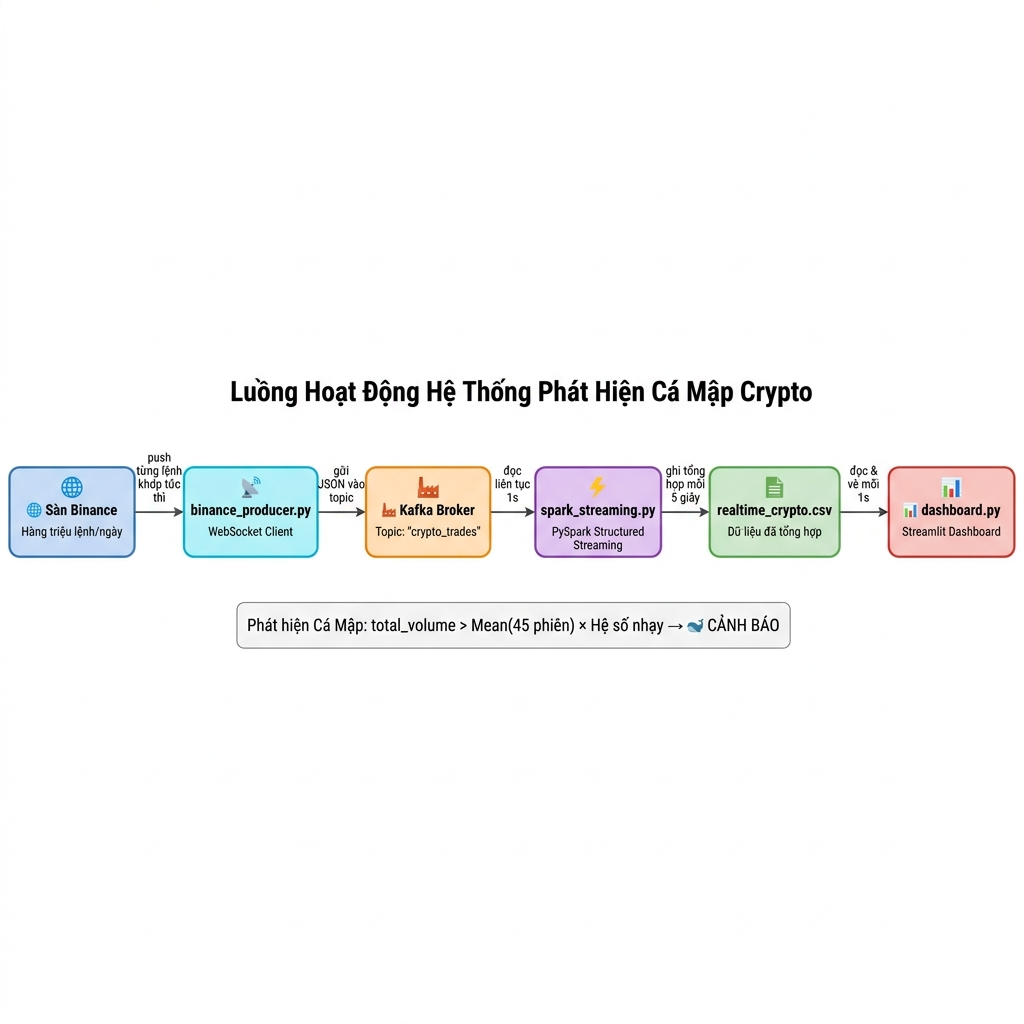 Luồng Hoạt Động Hệ Thống Phát Hiện Cá Mập Crypto
Sàn Binance
Hàng triệu lệnh/ngày
push
từng lệnh
khớp tức
thì
binance_producer.py
WebSocket Client
gửi
JSON vào
topic
Kafka Broker
Topic: "crypto_trades"
đọc
liên tục
1s
spark_streaming.py
PySpark Structured
Streaming
ghi tổng
hợp mỗi
5 giây
realtime_crypto.csv
Dữ liệu đã tổng hợp
đọc &
vẽ mỗi
1s
dashboard.py
Streamlit Dashboard
Phát hiện Cá Mập: total_volume > Mean(45 phiên) × Hệ số nhạy → 🐋 CẢNH BÁO